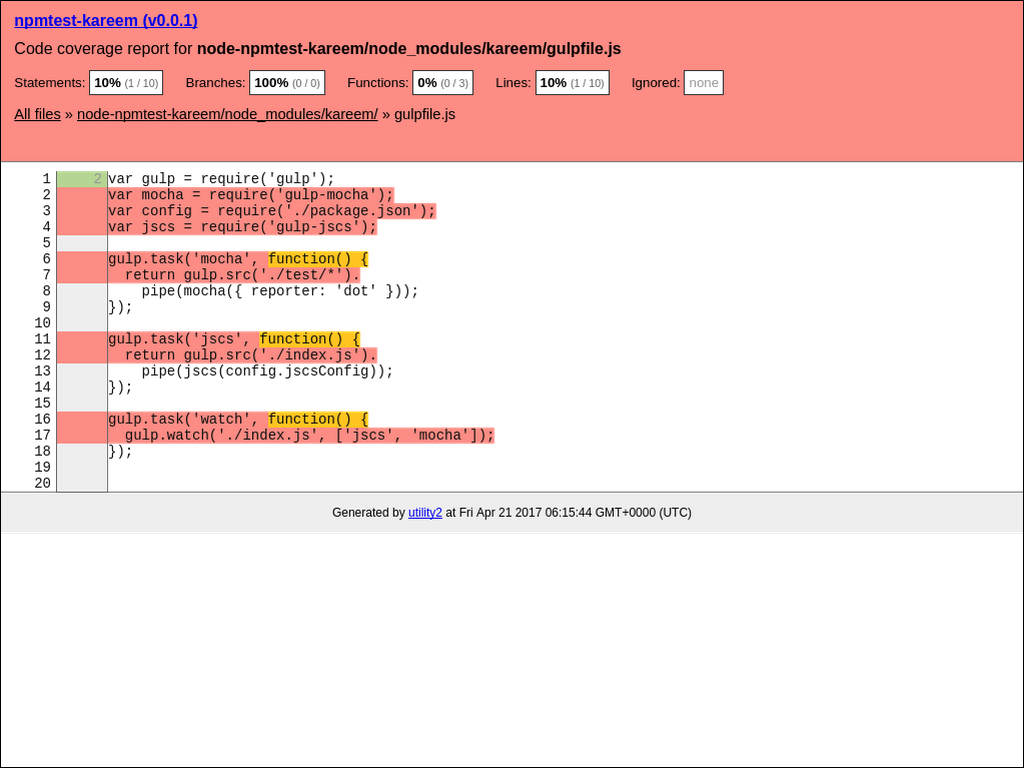 npmtest-kareem (v0.0.1)
Code coverage report for node-npmtest-kareem/node_modules/kareem/gulpfile.js
Statements: 10% (1 / 10) Branches: 100% (0 / 0) Functions: 0% (0 / 3) Lines: 10% (1 / 10) Ignored: none
All files » node-npmtest-kareem/node_modules/kareem/ » gulpfile.js
1 2 var gulp = require('gulp');
2 var mocha = require('gulp-mocha');
3 var config = require('./package.json');
4 var jscs = require('gulp-jscs');
5
6 gulp.task('mocha', function() {
7   return gulp.src('./test/*').
8     pipe(mocha({ reporter: 'dot' }));
9 });
10
11 gulp.task('jscs', function() {
12   return gulp.src('./index.js').
13     pipe(jscs(config.jscsConfig));
14 });
15
16 gulp.task('watch', function() {
17   gulp.watch('./index.js', ['jscs', 'mocha']);
18 });
19
20
Generated by utility2 at Fri Apr 21 2017 06:15:44 GMT+0000 (UTC)